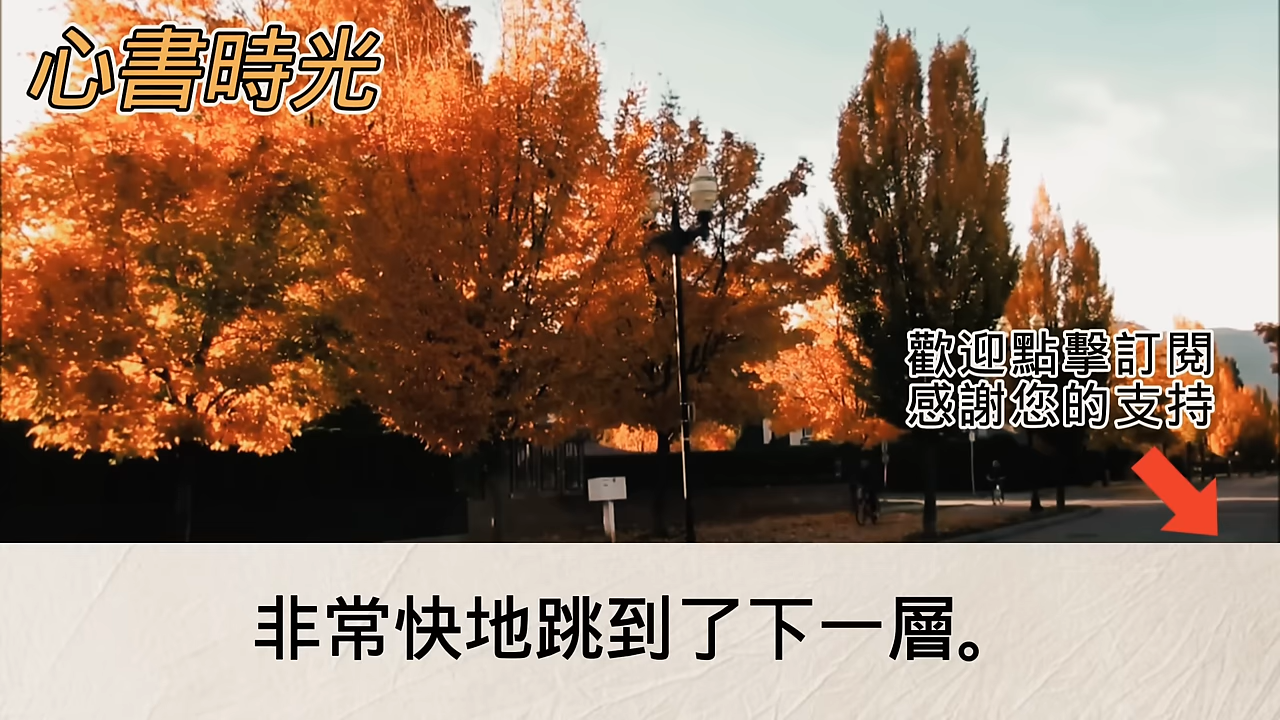 心書時光
歡迎點擊訂閱
感謝您的支持
非常快地跳到了下一層。